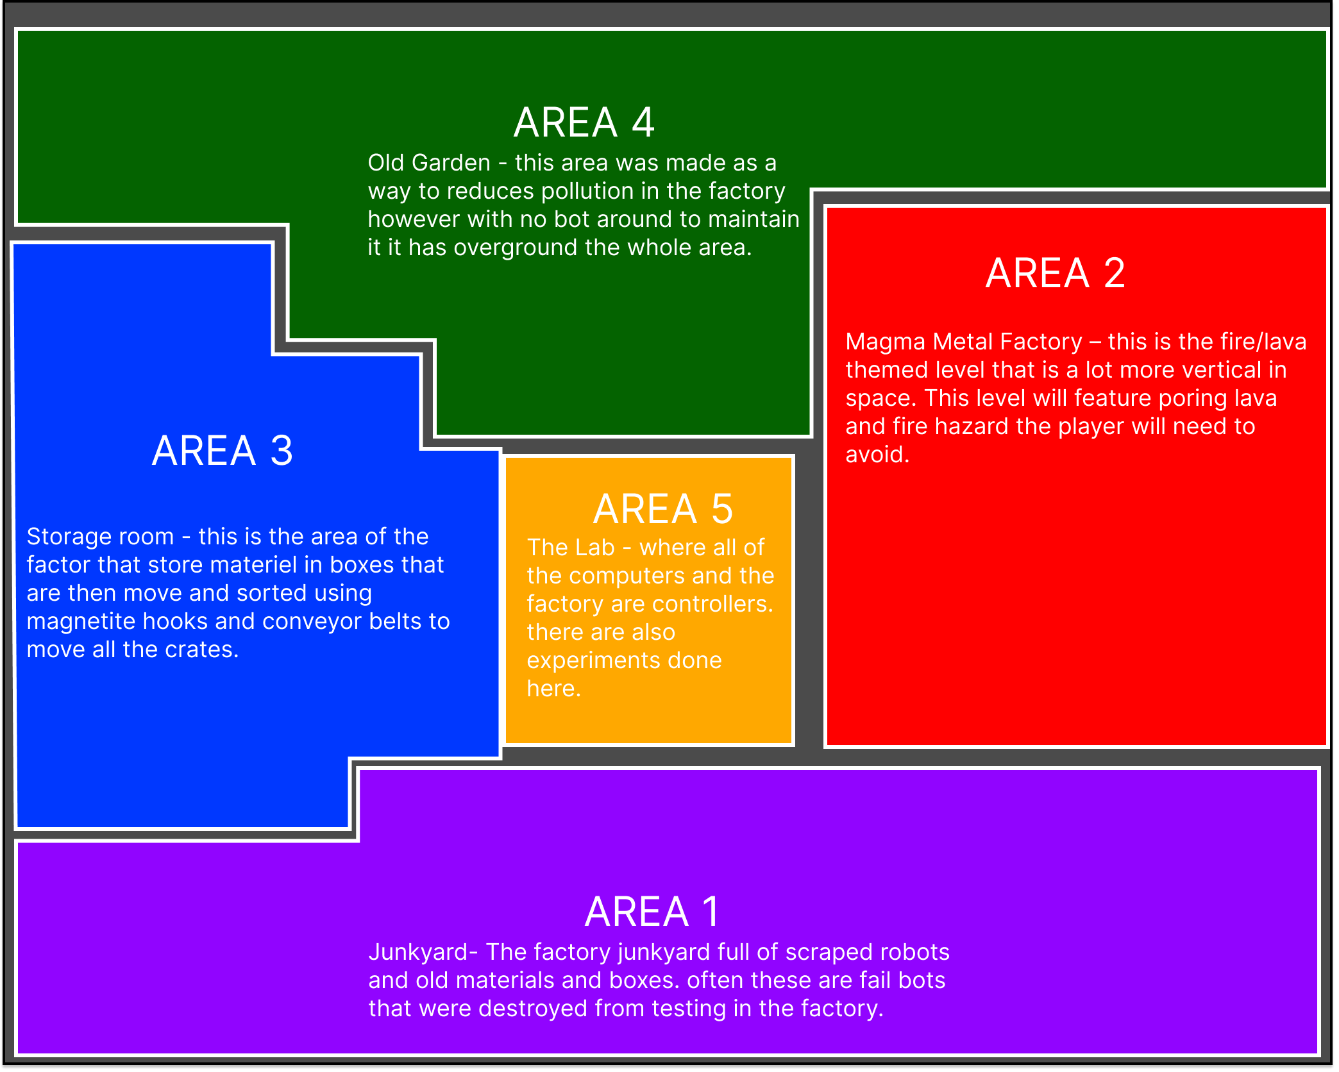 AREA 4
Old Garden - this area was made as a
way to reduces pollution in the factory
however with no bot around to maintain
it it has overground the whole area.
AREA 2
Magma Metal Factory – this is the fire/lava
themed level that is a lot more vertical in
space. This level will feature poring lava
and fire hazard the player will need to
avoid.
AREA 3
Storage room - this is the area of the
factor that store materiel in boxes that
are then move and sorted using
magnetite hooks and conveyor belts to
move all the crates.
AREA 5
The Lab - where all of
the computers and the
factory are controllers.
there are also
experiments done
here.
AREA 1
Junkyard- The factory junkyard full of scraped robots
and old materials and boxes. often these are fail bots
that were destroyed from testing in the factory.